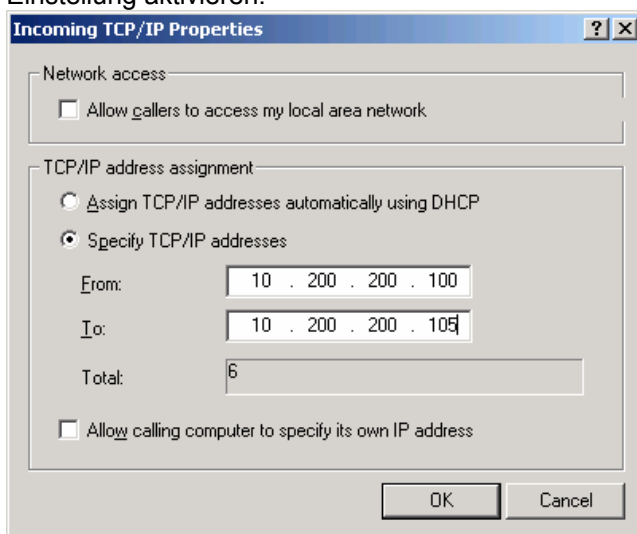 Einstellung aktivieren:
Incoming TCP/IP Properties
Network access
Allow callers to access my local area network
TCP/IP address assignment
Assign TCP/IP addresses automatically using DHCP
Specify TCP/IP addresses
From: 10 . 200 . 200 . 100
To: 10 . 200 . 200 . 105
Total: 6
Allow calling computer to specify its own IP address
OK Cancel